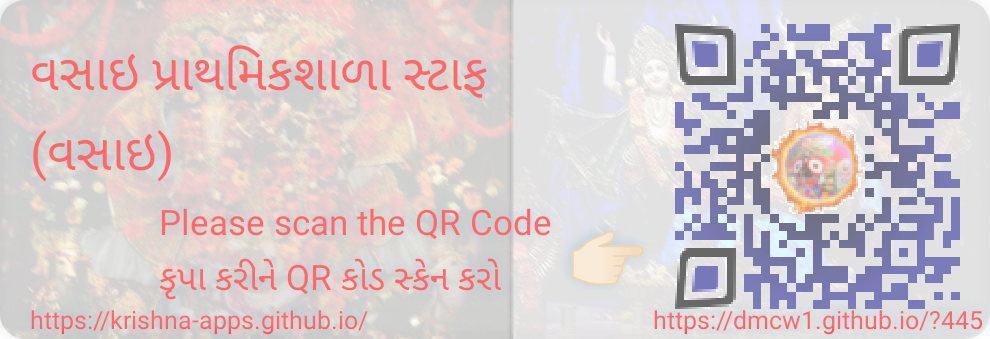 વસાઇ પ્રાથમિકશાળા સ્ટાફ
(વસાઇ)
Please scan the QR Code
કૃપા કરીને QR કોડ સ્કેન કરો
https://krishna-apps.github.io/
https://dmcw1.github.io/?445